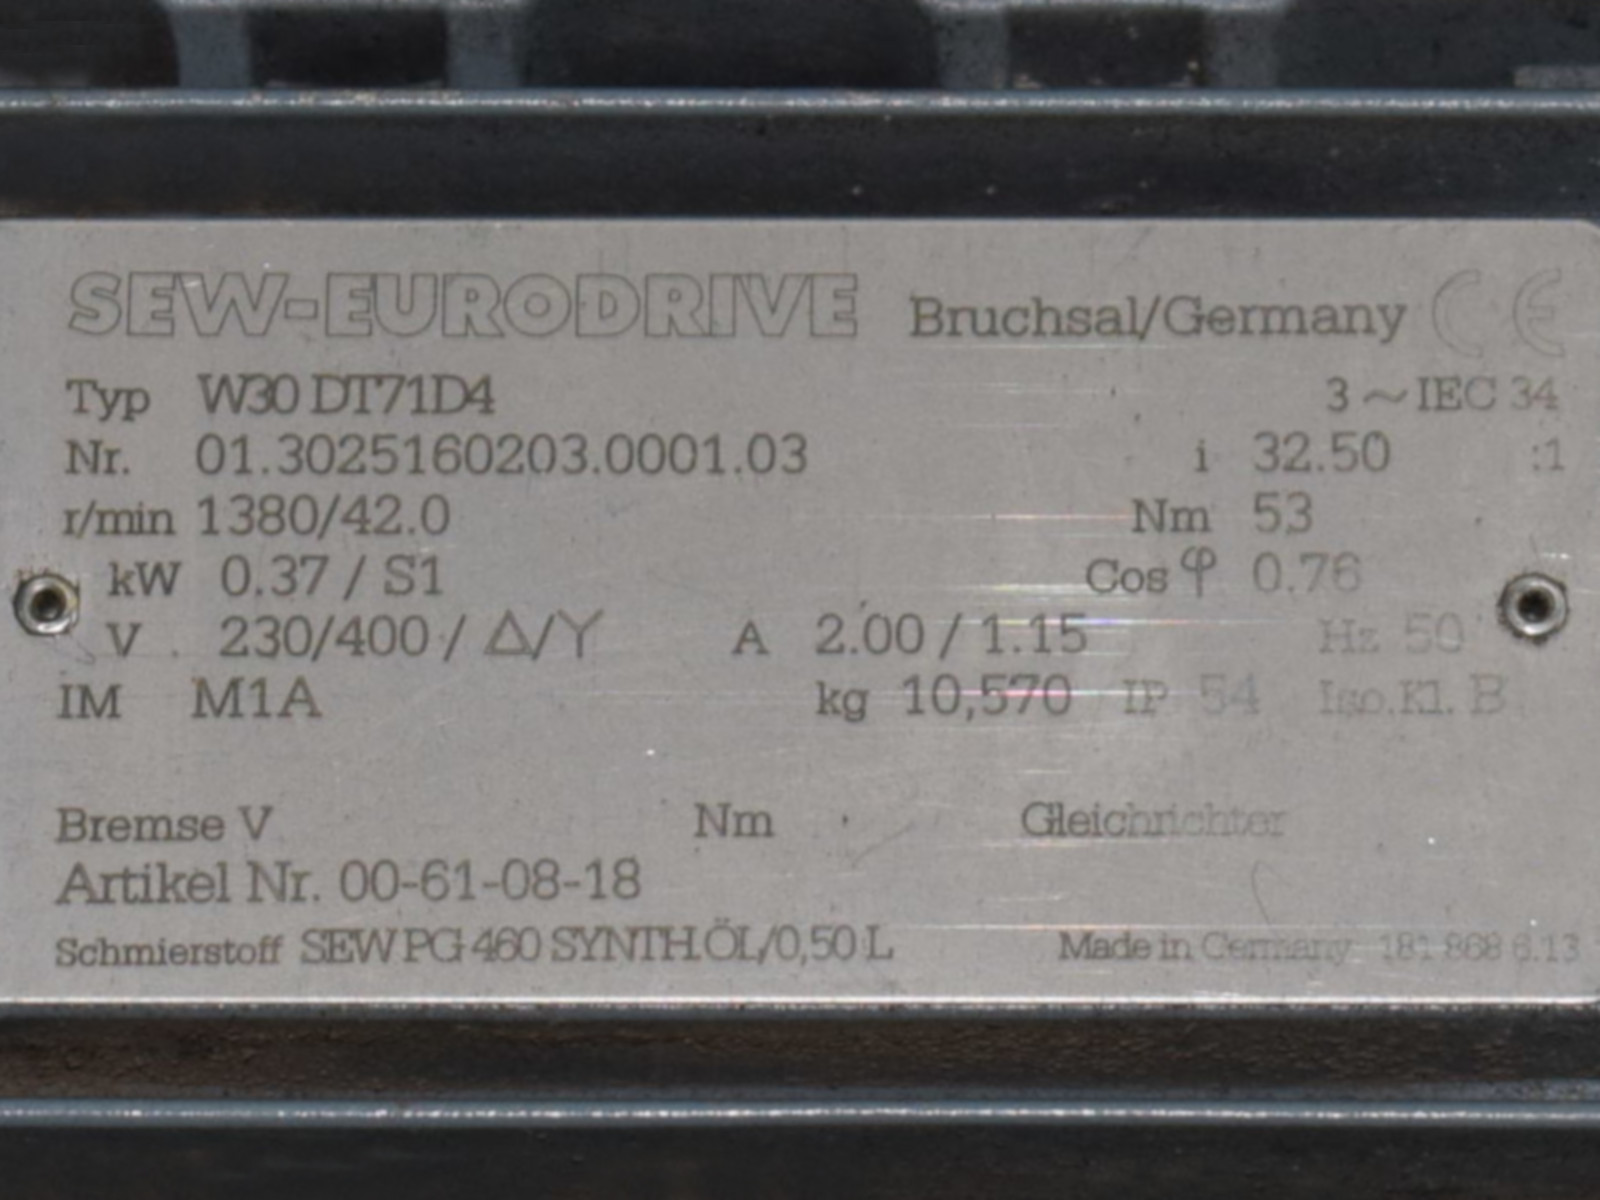 SEW-EURODRIVE Bruchsal/Germany CE
Typ W30 DT71D4 3 ~ IEC 34
Nr. 01.3025160203.0001.03 i 32.50 :1
r/min 1380/42.0 Nm 53
kW 0.37 / S1 Cos φ 0.76
V 230/400 / Δ/Y A 2.00 / 1.15 Hz 50
IM M1A kg 10,570 IP 54 Iso.Kl. B
Bremse V Nm Gleichrichter
Artikel Nr. 00-61-08-18
Schmierstoff SEW PG 460 SYNTH.ÖL/0,50 L Made in Germany 181 868 6.13